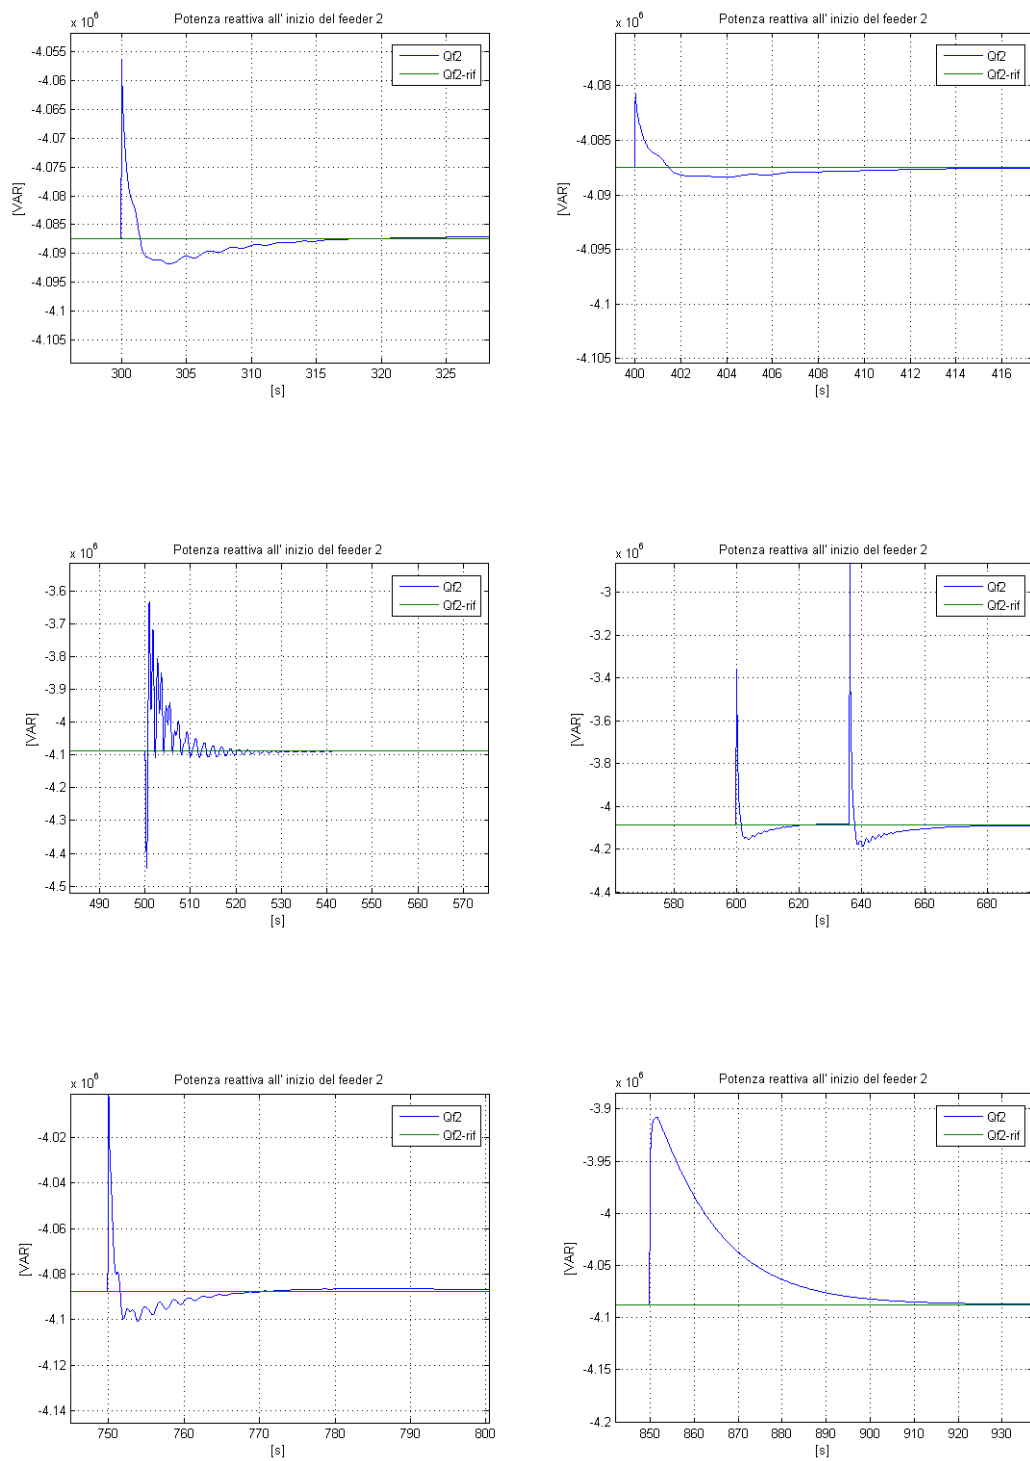 x 10^6
Potenza reattiva all' inizio del feeder 2
-4.055
-4.06
-4.065
-4.07
-4.075
-4.08
-4.085
-4.09
-4.095
-4.1
-4.105
[VAR]
Qf2
Qf2-rif
300 305 310 315 320 325
[s]
x 10^6
Potenza reattiva all' inizio del feeder 2
-4.08
-4.085
-4.09
-4.095
-4.1
-4.105
[VAR]
Qf2
Qf2-rif
400 402 404 406 408 410 412 414 416
[s]
x 10^6
Potenza reattiva all' inizio del feeder 2
-3.6
-3.7
-3.8
-3.9
-4
-4.1
-4.2
-4.3
-4.4
-4.5
[VAR]
Qf2
Qf2-rif
490 500 510 520 530 540 550 560 570
[s]
x 10^6
Potenza reattiva all' inizio del feeder 2
-3
-3.2
-3.4
-3.6
-3.8
-4
-4.2
-4.4
[VAR]
Qf2
Qf2-rif
580 600 620 640 660 680
[s]
x 10^6
Potenza reattiva all' inizio del feeder 2
-4.02
-4.04
-4.06
-4.08
-4.1
-4.12
-4.14
[VAR]
Qf2
Qf2-rif
750 760 770 780 790 800
[s]
x 10^6
Potenza reattiva all' inizio del feeder 2
-3.9
-3.95
-4
-4.05
-4.1
-4.15
-4.2
[VAR]
Qf2
Qf2-rif
850 860 870 880 890 900 910 920 930
[s]